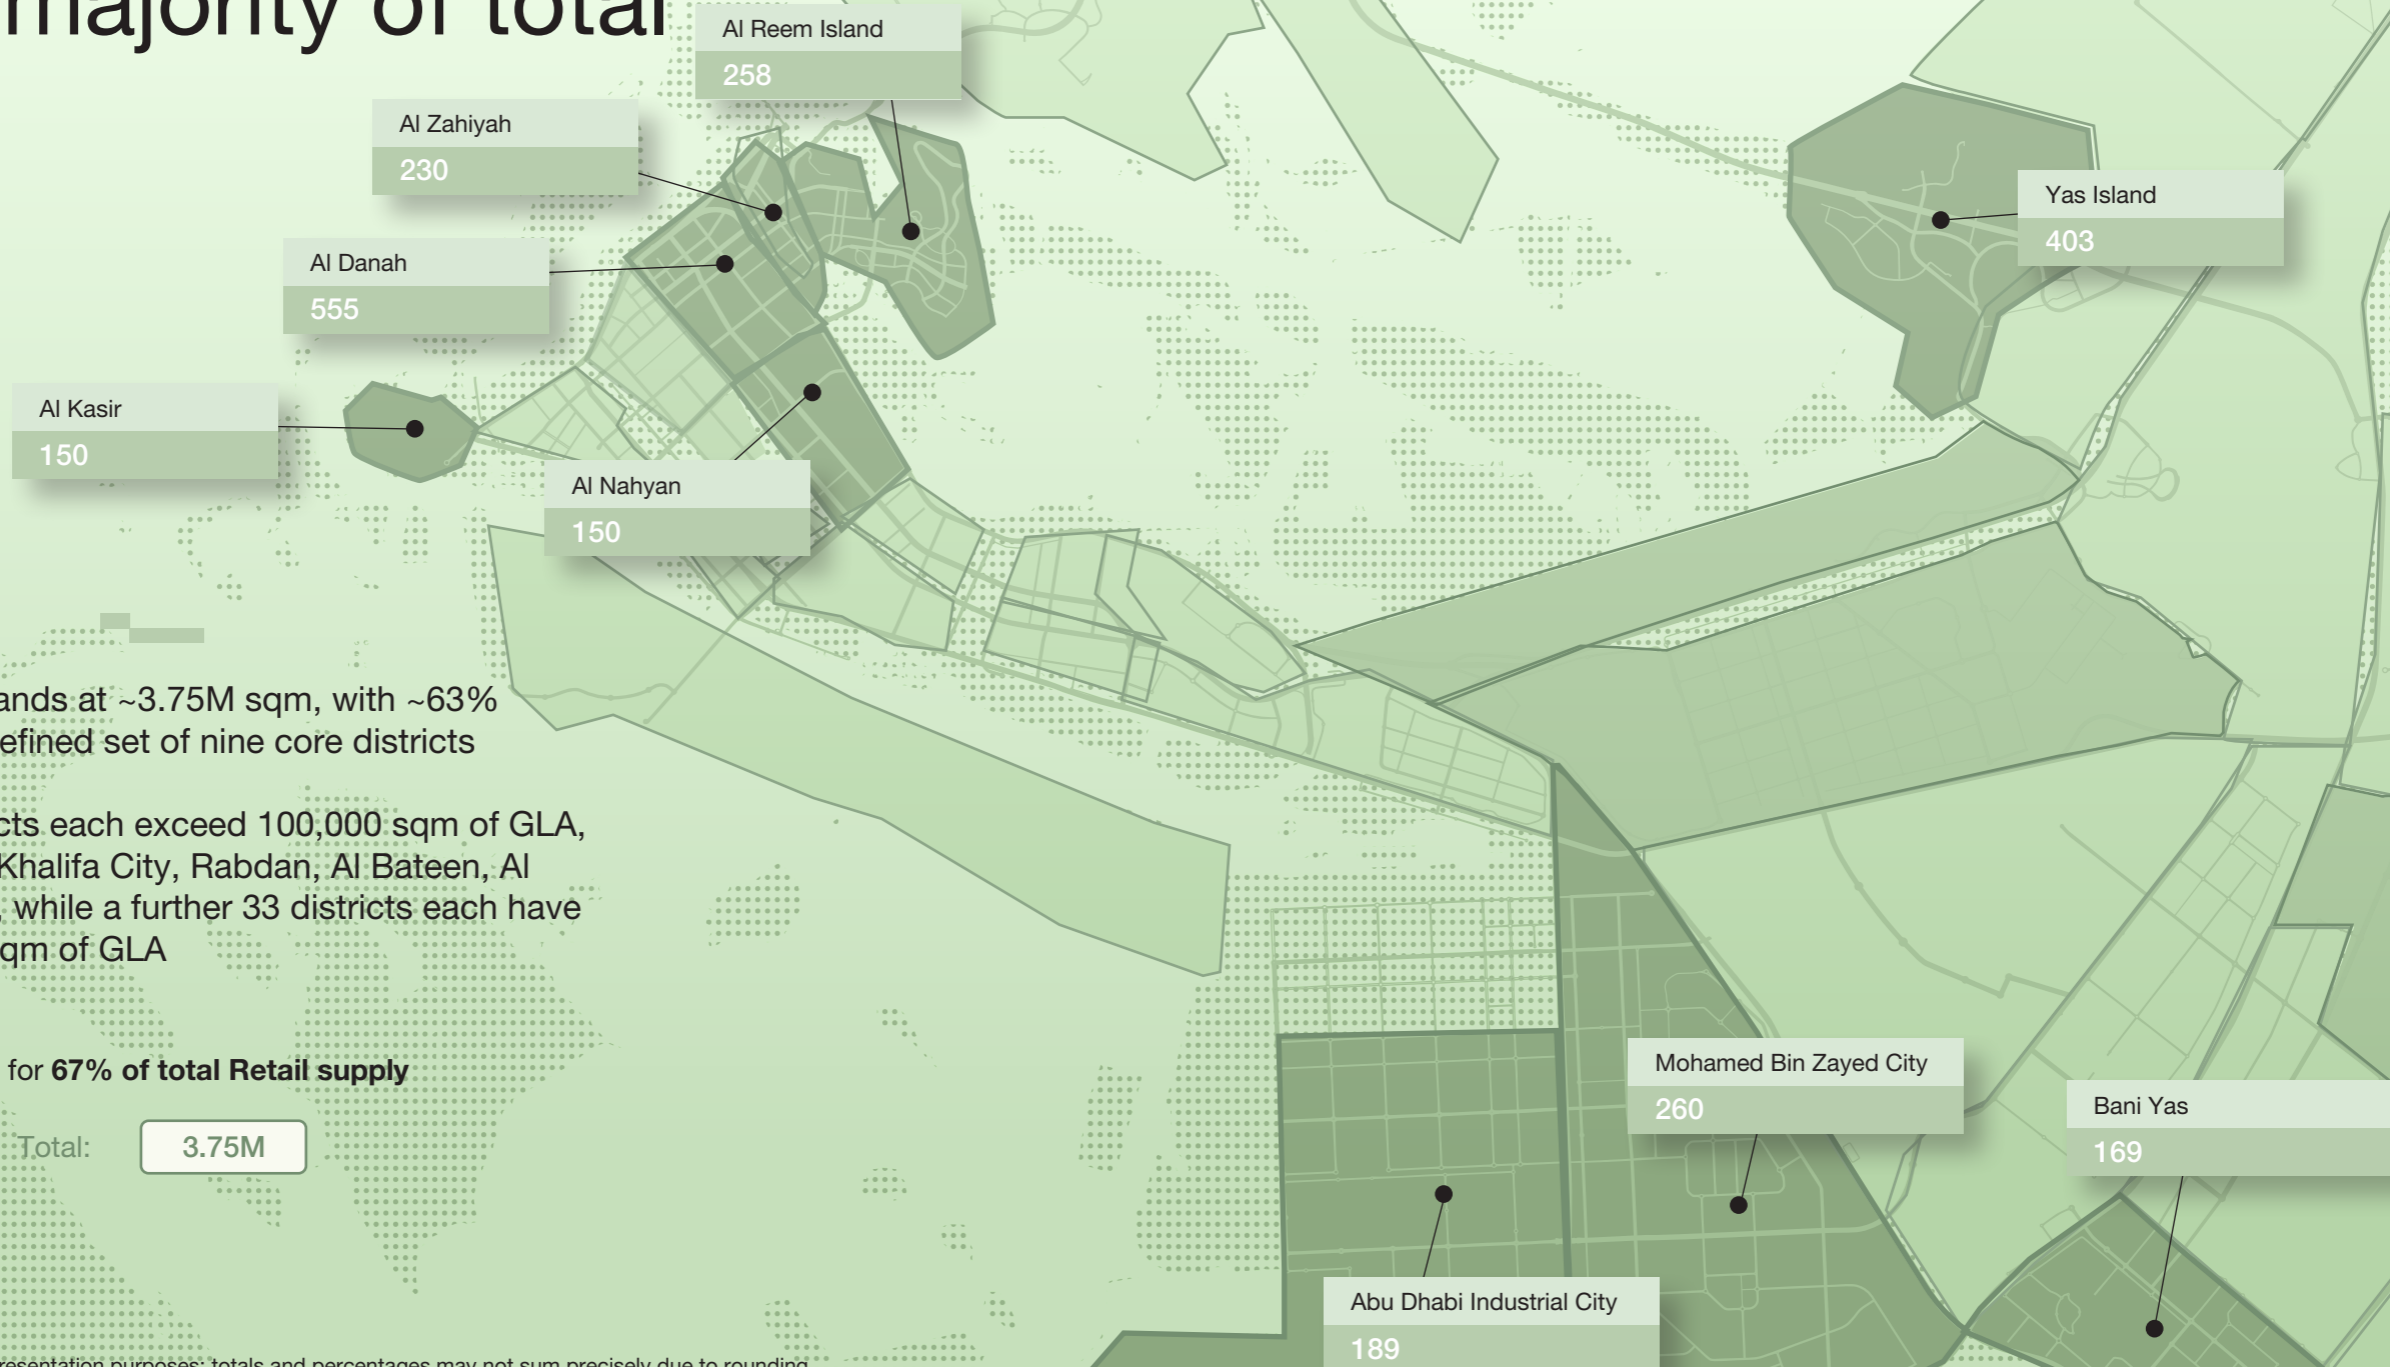 majority of total
Al Reem Island
258
Al Zahiyah
230
Yas Island
403
Al Danah
555
Al Kasir
150
Al Nahyan
150
ands at ~3.75M sqm, with ~63%
efined set of nine core districts
cts each exceed 100,000 sqm of GLA,
Khalifa City, Rabdan, Al Bateen, Al
, while a further 33 districts each have
qm of GLA
for 67% of total Retail supply
Total: 3.75M
Mohamed Bin Zayed City
260
Bani Yas
169
Abu Dhabi Industrial City
189
resentation purposes; totals and percentages may not sum precisely due to rounding